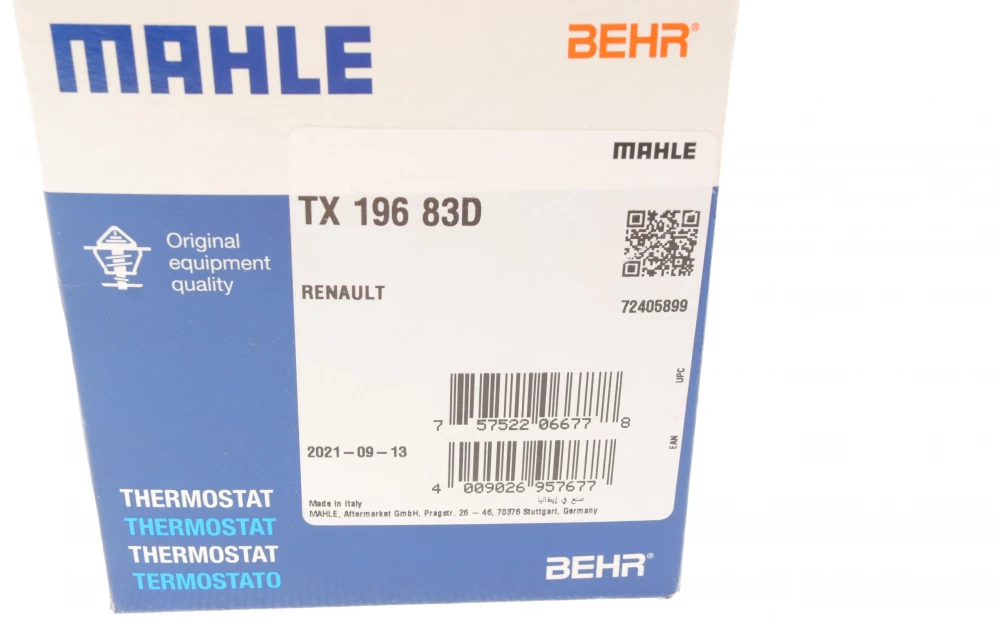 MAHLE
BEHR®
MAHLE
TX 196 83D
Original
equipment
quality
RENAULT
72405899
UPC
7 57522 06677 8
2021-09-13
EAN
4 009026 957677
صنع في إيطاليا
Made in Italy
MAHLE, Aftermarket GmbH, Pragstr. 26 – 46, 70376 Stuttgart, Germany
THERMOSTAT
THERMOSTAT
THERMOSTAT
TERMOSTATO
BEHR®